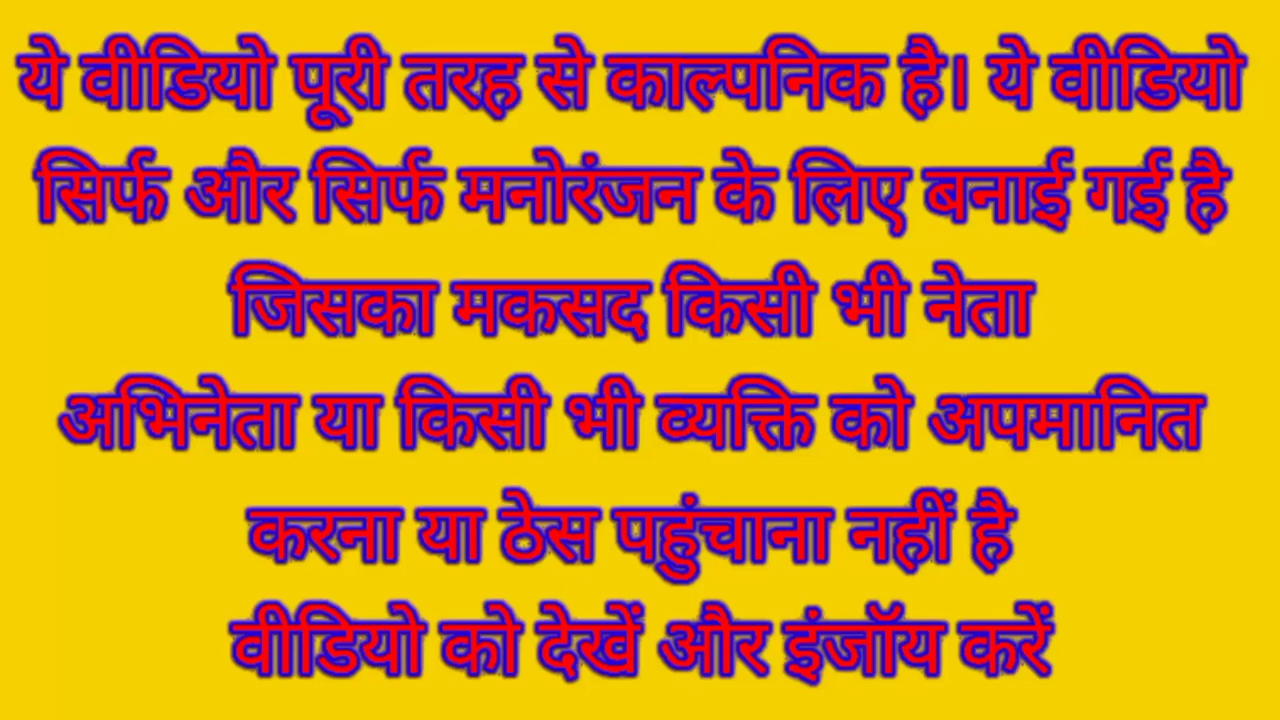 ये वीडियो पूरी तरह से काल्पनिक है। ये वीडियो
सिर्फ और सिर्फ मनोरंजन के लिए बनाई गई है
जिसका मकसद किसी भी नेता
अभिनेता या किसी भी व्यक्ति को अपमानित
करना या ठेस पहुंचाना नहीं है
वीडियो को देखें और इंजॉय करें